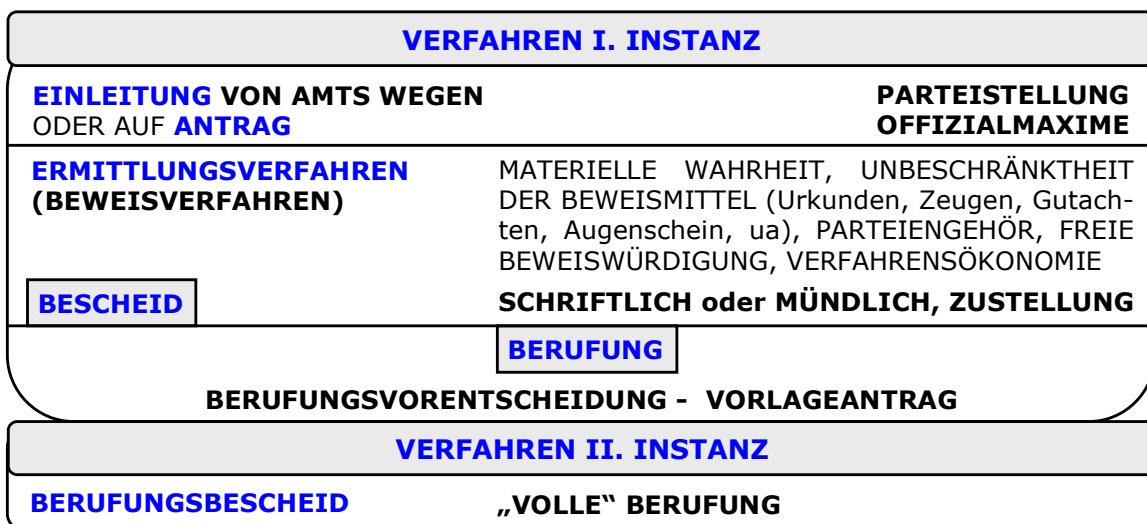 VERFAHREN I. INSTANZ
EINLEITUNG VON AMTS WEGEN
ODER AUF ANTRAG
PARTEISTELLUNG
OFFIZIALMAXIME
ERMITTLUNGSVERFAHREN
(BEWEISVERFAHREN)
MATERIELLE WAHRHEIT, UNBESCHRÄNKTHEIT
DER BEWEISMITTEL (Urkunden, Zeugen, Gutach-
ten, Augenschein, ua), PARTEIENGEHÖR, FREIE
BEWEISWÜRDIGUNG, VERFAHRENSÖKONOMIE
BESCHEID
SCHRIFTLICH oder MÜNDLICH, ZUSTELLUNG
BERUFUNG
BERUFUNGSVORENTSCHEIDUNG - VORLAGEANTRAG
VERFAHREN II. INSTANZ
BERUFUNGSBESCHEID
„VOLLE“ BERUFUNG